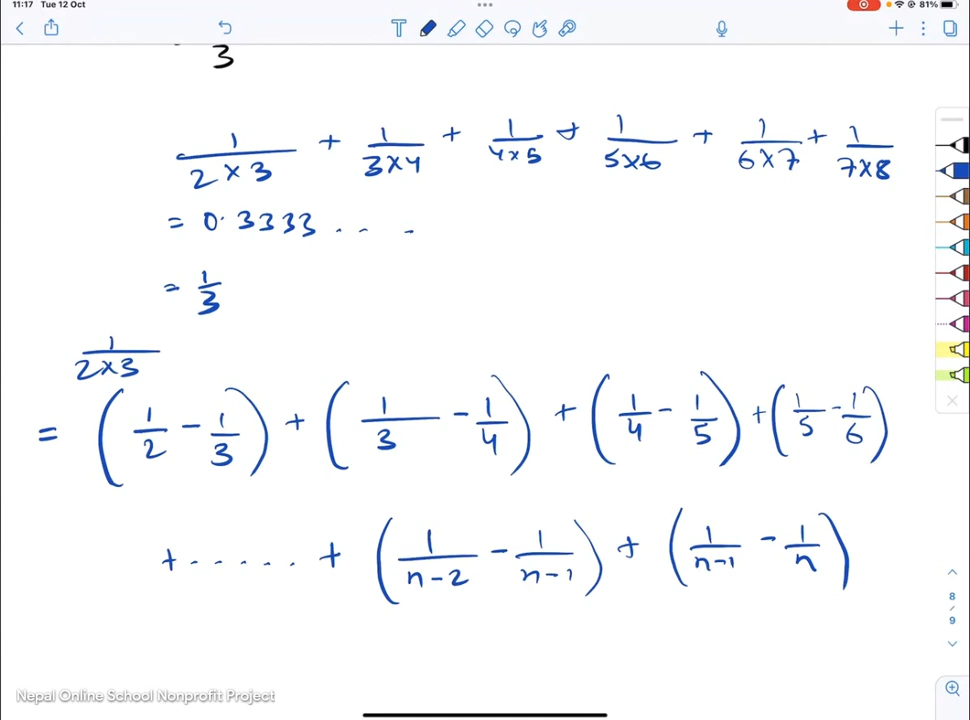 11:17 Tue 12 Oct
81%
3
1/(2×3) + 1/(3×4) + 1/(4×5) + 1/(5×6) + 1/(6×7) + 1/(7×8)
= 0.3333 . . . .
= 1/3
1/(2×3)
= (1/2 − 1/3) + (1/3 − 1/4) + (1/4 − 1/5) + (1/5 − 1/6)
+ . . . . . . + (1/(n−2) − 1/(n−1)) + (1/(n−1) − 1/n)
8
/
9
Nepal Online School Nonprofit Project